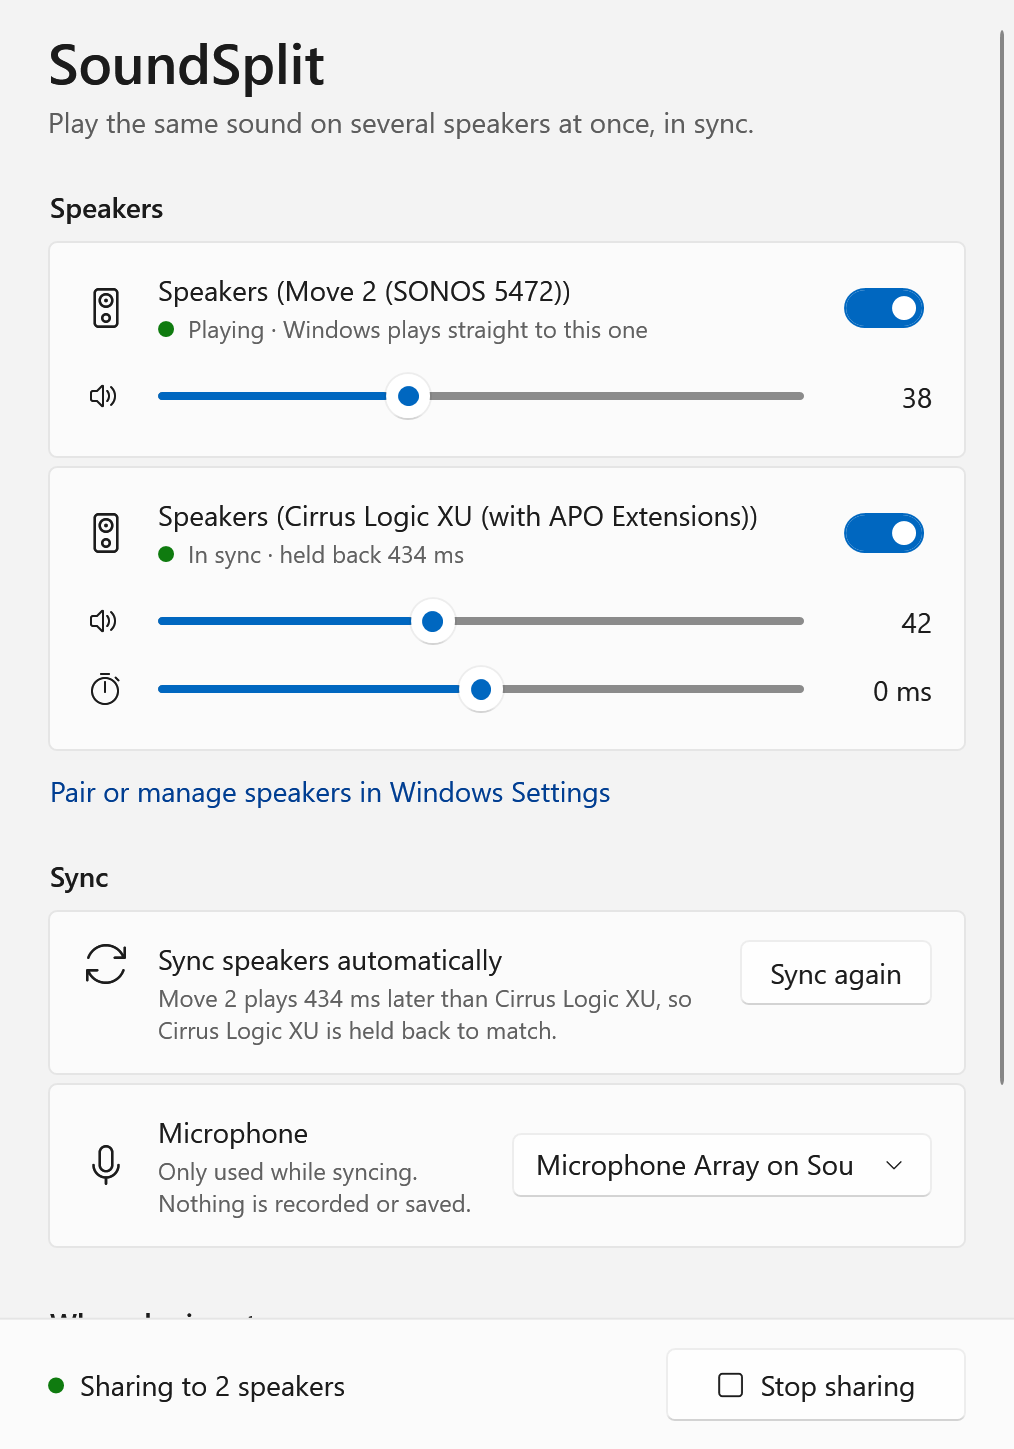 SoundSplit
Play the same sound on several speakers at once, in sync.
Speakers
Speakers (Move 2 (SONOS 5472))
Playing · Windows plays straight to this one
38
Speakers (Cirrus Logic XU (with APO Extensions))
In sync · held back 434 ms
42
0 ms
Pair or manage speakers in Windows Settings
Sync
Sync speakers automatically
Move 2 plays 434 ms later than Cirrus Logic XU, so
Cirrus Logic XU is held back to match.
Sync again
Microphone
Only used while syncing.
Nothing is recorded or saved.
Microphone Array on Sou
Sharing to 2 speakers
Stop sharing